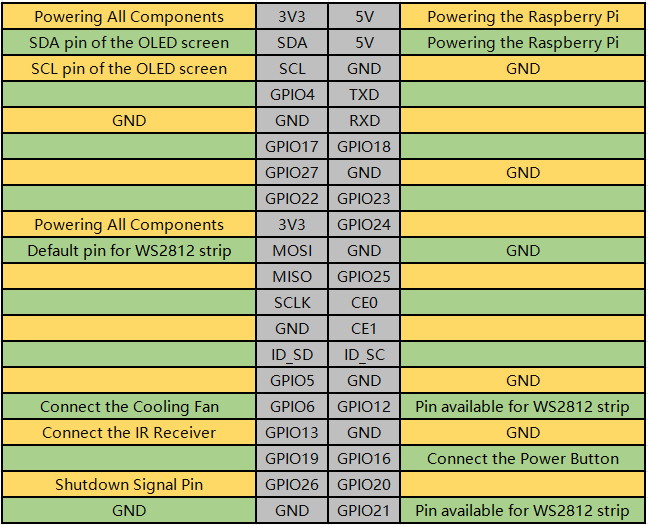 Powering All Components 3V3 5V Powering the Raspberry Pi
SDA pin of the OLED screen SDA 5V Powering the Raspberry Pi
SCL pin of the OLED screen SCL GND GND
GPIO4 TXD
GND GND RXD
GPIO17 GPIO18
GPIO27 GND GND
GPIO22 GPIO23
Powering All Components 3V3 GPIO24
Default pin for WS2812 strip MOSI GND GND
MISO GPIO25
SCLK CE0
GND CE1
ID_SD ID_SC
GPIO5 GND GND
Connect the Cooling Fan GPIO6 GPIO12 Pin available for WS2812 strip
Connect the IR Receiver GPIO13 GND GND
GPIO19 GPIO16 Connect the Power Button
Shutdown Signal Pin GPIO26 GPIO20
GND GND GPIO21 Pin available for WS2812 strip